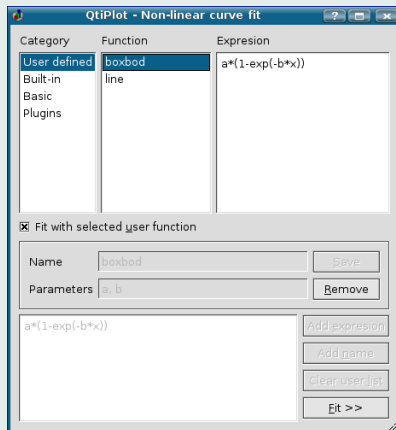 QtiPlot - Non-linear curve fit
Category Function Expresion
User defined boxbod a*(1-exp(-b*x))
Built-in line
Basic
Plugins
Fit with selected user function
Name boxbod Save
Parameters a, b Remove
a*(1-exp(-b*x)) Add expresion
Add name
Clear user list
Fit >>